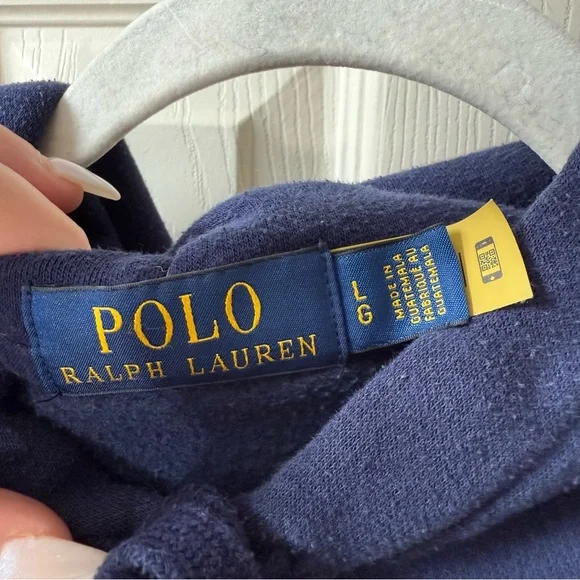 POLO
RALPH LAUREN
L
G
MADE IN
GUATEMALA
FABRIQUÉ AU
GUATEMALA